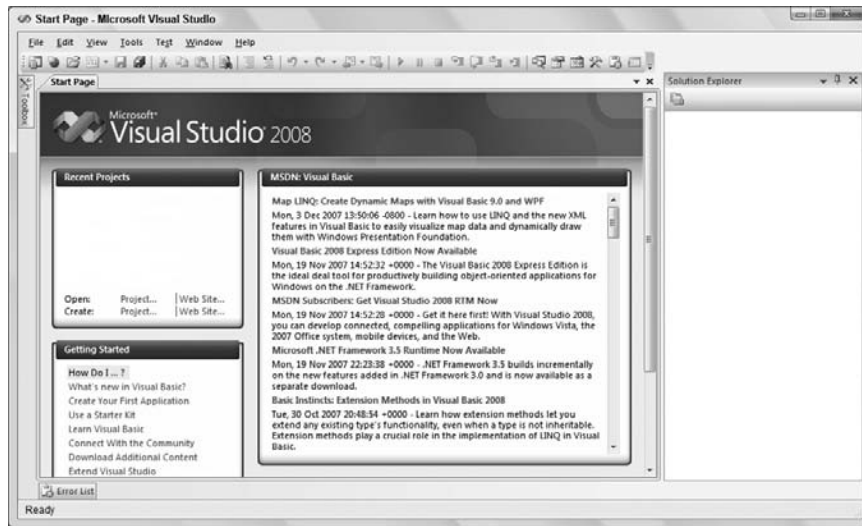 Start Page - Microsoft Visual Studio
File Edit View Tools Test Window Help
Toolbox
Start Page
Solution Explorer
Microsoft
Visual Studio 2008
Recent Projects
Open: Project... Web Site...
Create: Project... Web Site...
Getting Started
How Do I ... ?
What's new in Visual Basic?
Create Your First Application
Use a Starter Kit
Learn Visual Basic
Connect With the Community
Download Additional Content
Extend Visual Studio
MSDN: Visual Basic
Map LINQ: Create Dynamic Maps with Visual Basic 9.0 and WPF
Mon, 3 Dec 2007 13:50:06 -0800 - Learn how to use LINQ and the new XML
features in Visual Basic to easily visualize map data and dynamically draw
them with Windows Presentation Foundation.
Visual Basic 2008 Express Edition Now Available
Mon, 19 Nov 2007 14:52:32 +0000 - The Visual Basic 2008 Express Edition is
the ideal deal tool for productively building object-oriented applications for
Windows on the .NET Framework.
MSDN Subscribers: Get Visual Studio 2008 RTM Now
Mon, 19 Nov 2007 14:52:28 +0000 - Get it here first! With Visual Studio 2008,
you can develop connected, compelling applications for Windows Vista, the
2007 Office system, mobile devices, and the Web.
Microsoft .NET Framework 3.5 Runtime Now Available
Mon, 19 Nov 2007 22:23:38 +0000 - .NET Framework 3.5 builds incrementally
on the new features added in .NET Framework 3.0 and is now available as a
separate download.
Basic Instincts: Extension Methods in Visual Basic 2008
Tue, 30 Oct 2007 20:48:54 +0000 - Learn how extension methods let you
extend any existing type's functionality, even when a type is not inheritable.
Extension methods play a crucial role in the implementation of LINQ in Visual
Basic.
Error List
Ready